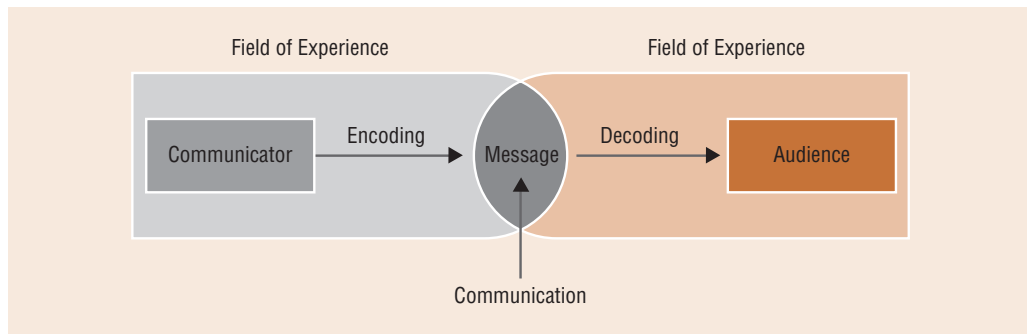 Field of Experience
Field of Experience
Encoding
Decoding
Communicator
Message
Audience
Communication